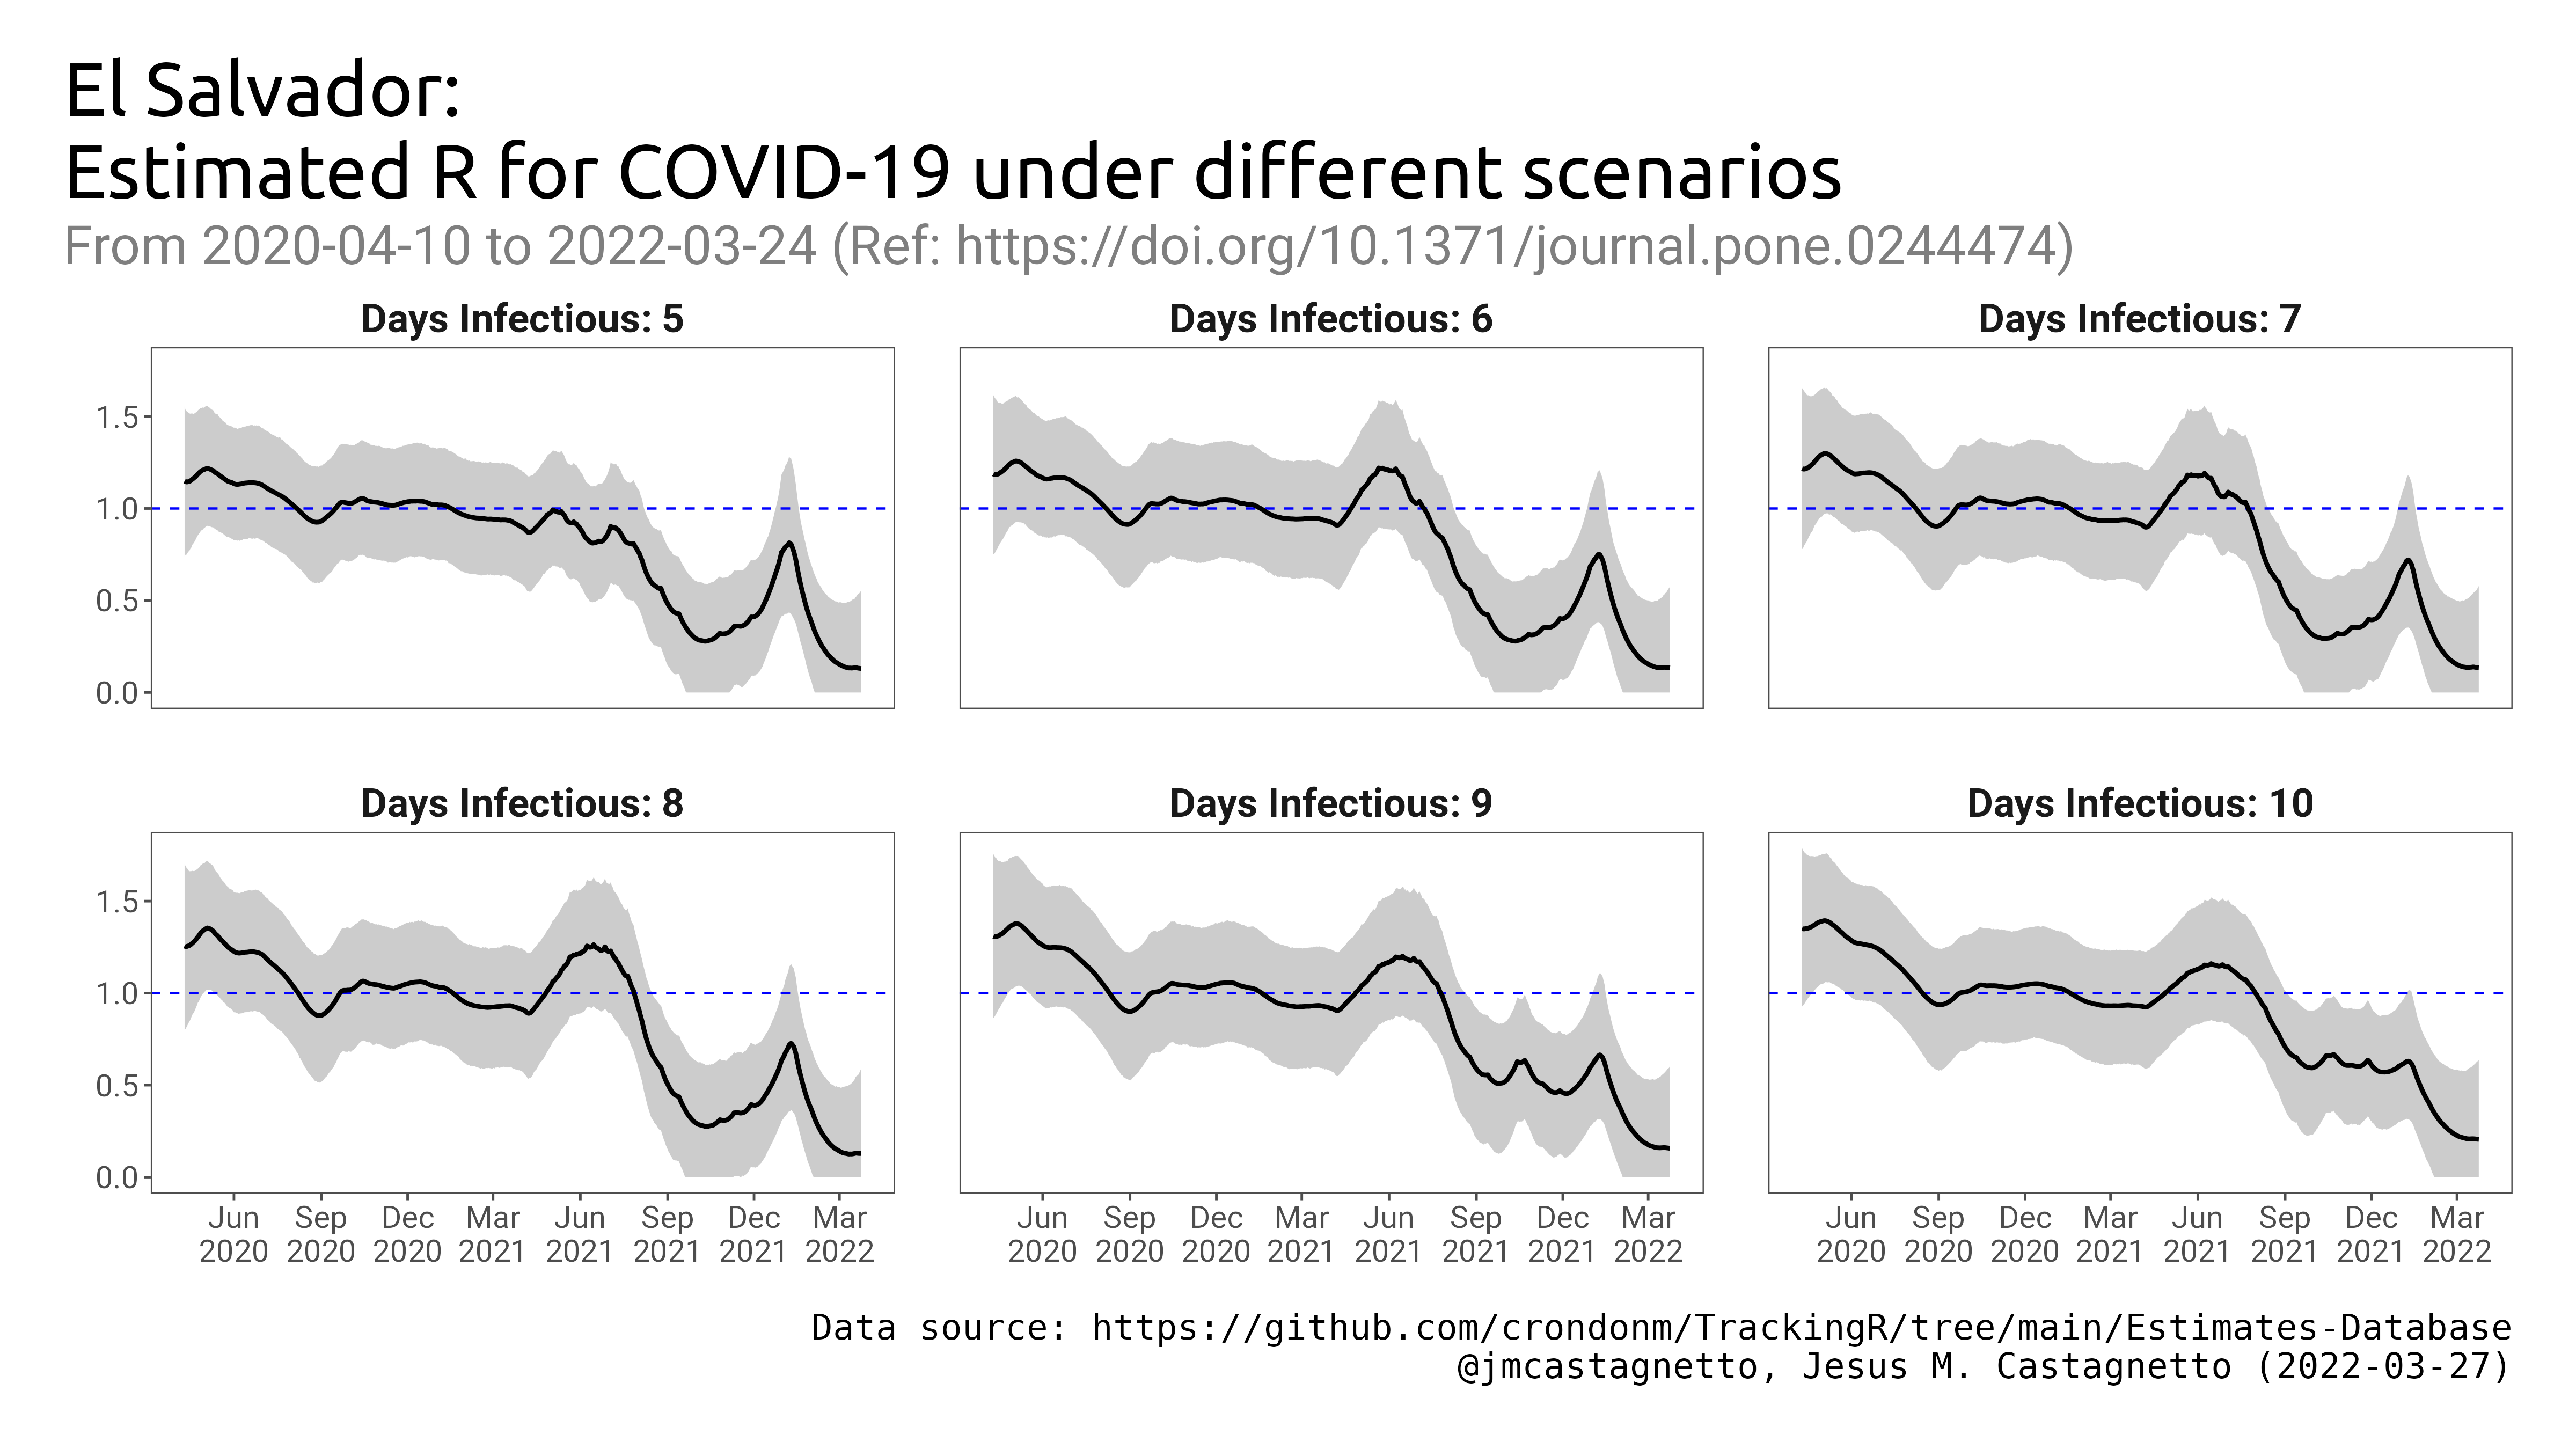 El Salvador:
Estimated R for COVID-19 under different scenarios
From 2020-04-10 to 2022-03-24 (Ref: https://doi.org/10.1371/journal.pone.0244474)
Days Infectious: 5
Days Infectious: 6
Days Infectious: 7
1.5
1.0
0.5
0.0
Days Infectious: 8
Days Infectious: 9
Days Infectious: 10
1.5
1.0
0.5
0.0
Jun Sep Dec Mar Jun Sep Dec Mar
2020 2020 2020 2021 2021 2021 2021 2022
Jun Sep Dec Mar Jun Sep Dec Mar
2020 2020 2020 2021 2021 2021 2021 2022
Jun Sep Dec Mar Jun Sep Dec Mar
2020 2020 2020 2021 2021 2021 2021 2022
Data source: https://github.com/crondonm/TrackingR/tree/main/Estimates-Database
@jmcastagnetto, Jesus M. Castagnetto (2022-03-27)